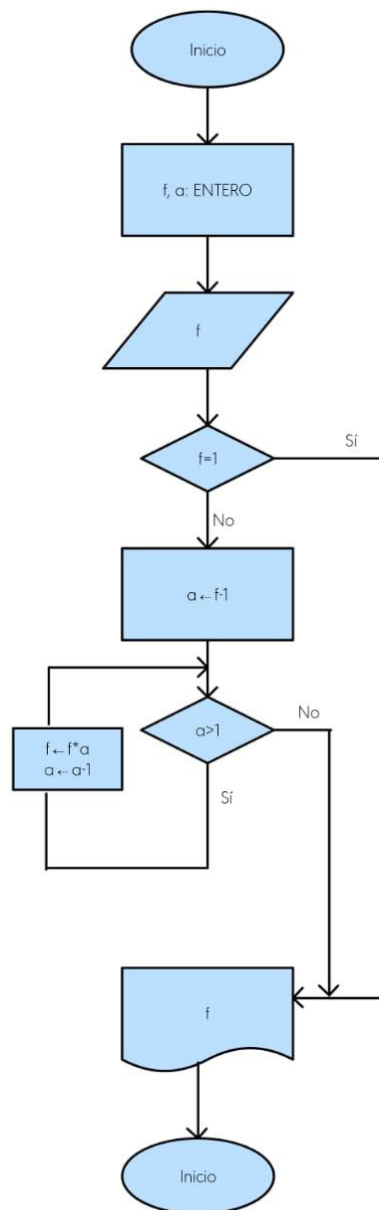 Inicio
f, a: ENTERO
f
f=1
Sí
No
a←f-1
a>1
No
f←f*a
a←a-1
Sí
f
Inicio